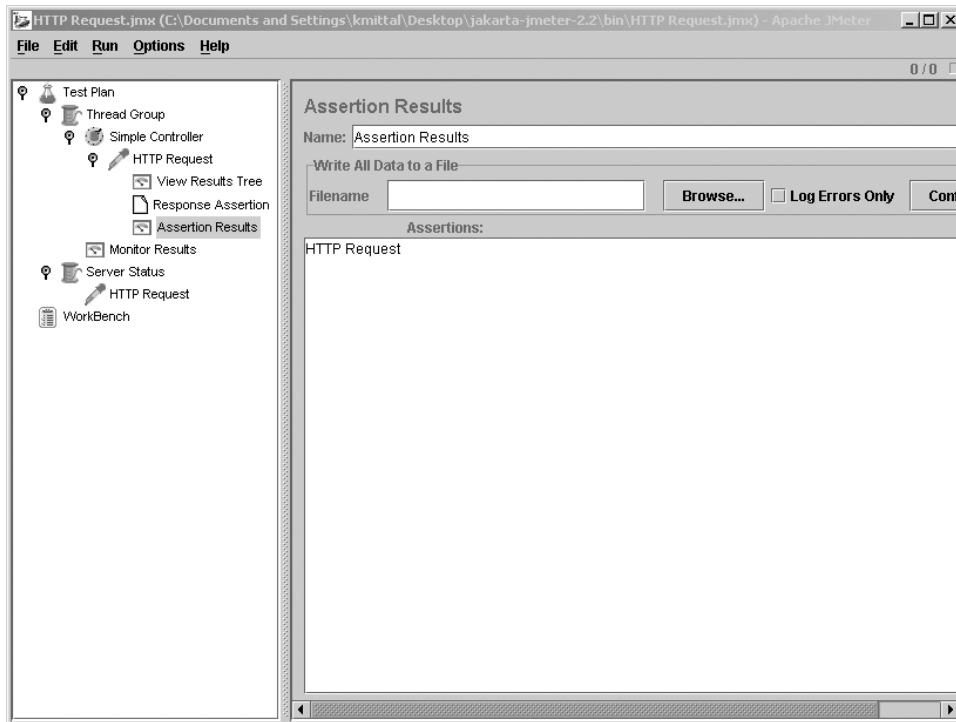 HTTP Request.jmx (C:\Documents and Settings\kmittal\Desktop\jakarta-jmeter-2.2\bin\HTTP Request.jmx) - Apache JMeter
File Edit Run Options Help
0 / 0
Test Plan
Thread Group
Simple Controller
HTTP Request
View Results Tree
Response Assertion
Assertion Results
Monitor Results
Server Status
HTTP Request
WorkBench
Assertion Results
Name: Assertion Results
Write All Data to a File
Filename Browse... Log Errors Only Conf
Assertions:
HTTP Request